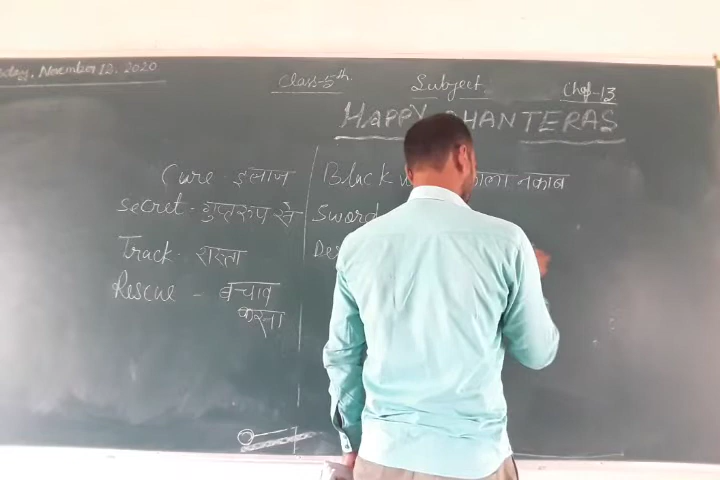 November 12, 2020
Class-5th.
Subject
Chap-13
HAPPY DHANTERAS
Cure - इलाज
Secret - गुप्तरूप से
Track - रास्ता
Rescue - बचाव
करना
Black काला नकाब
Sword